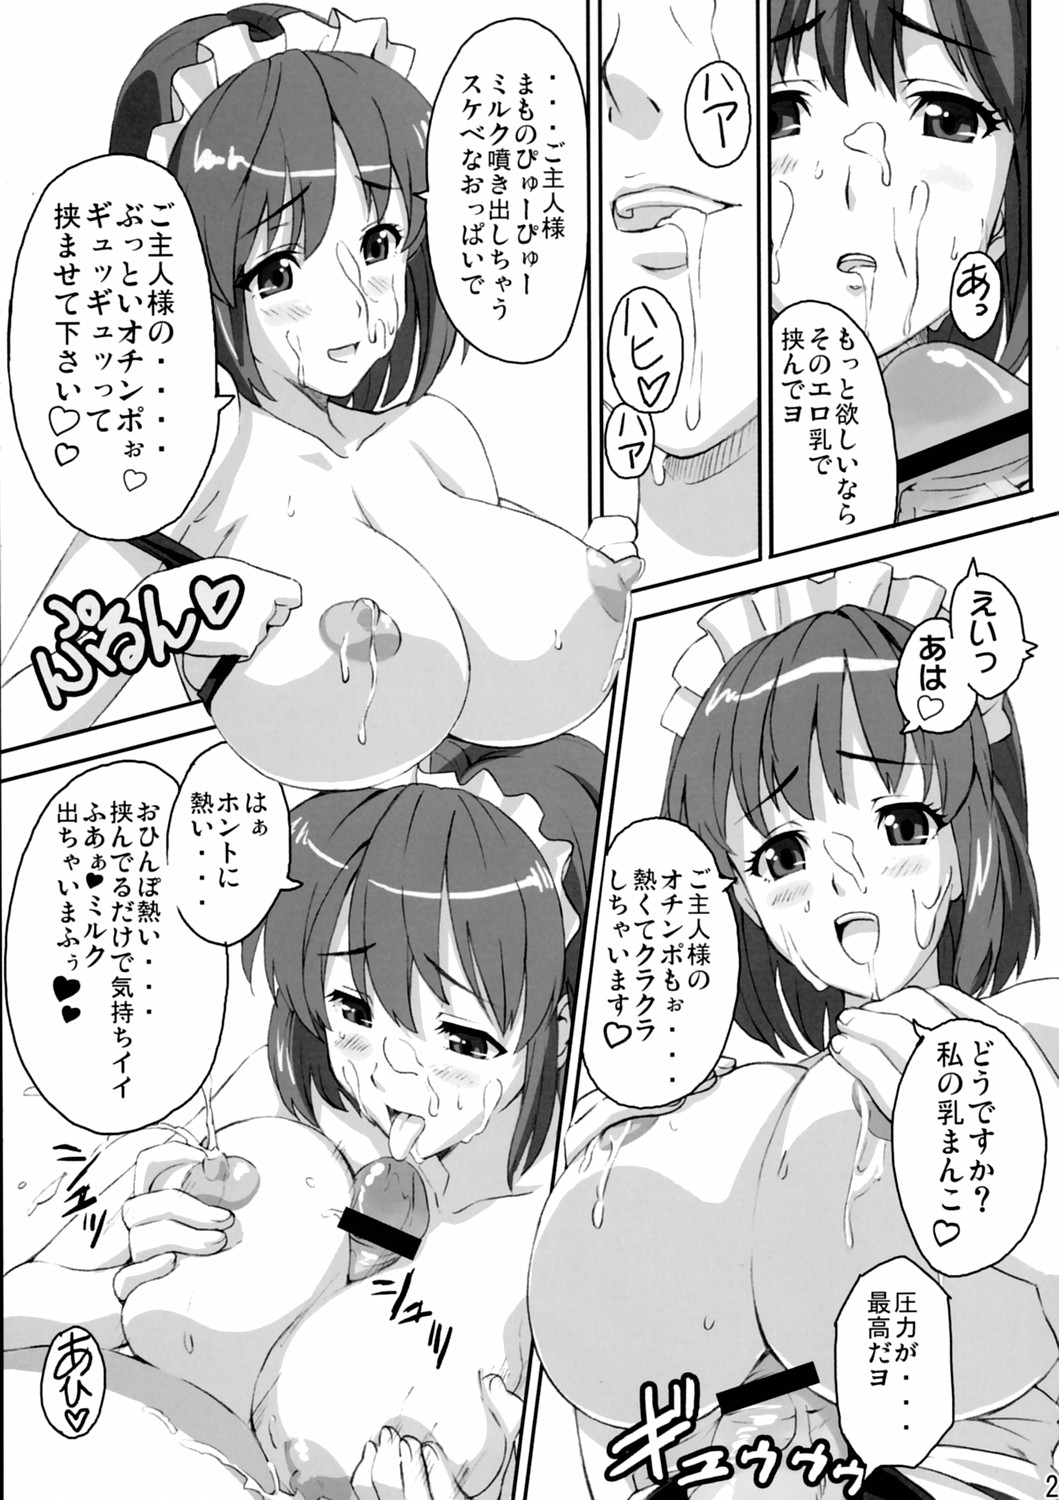 あっ
もっと欲しいなら
そのエロ乳で
挟んでヨ
ハァ
ハヒ♡
ハァ
・・・ご主人様
まものぴゅーぴゅー
ミルク噴き出しちゃう
スケベなおっぱいで
ご主人様の・・・・
ぶっといオチンポぉ♡
ギュッギュッって
挟ませて下さい♡♡
ぷるん♡
えいっ
あは♡
ご主人様の
オチンポもぉ・・・
熱くてクラクラ
しちゃいます♡
どうですか?
私の乳まんこ♡
圧力が・・・
最高だヨ
ギュゥゥゥ
はぁ
ホントに
熱い・・・
おひんぽ熱い・・・
挟んでるだけで気持ちイイ
ふあぁ♥ミルク
出ちゃいまふぅ♥♥
シュッ
シュッ
あひ♡
2